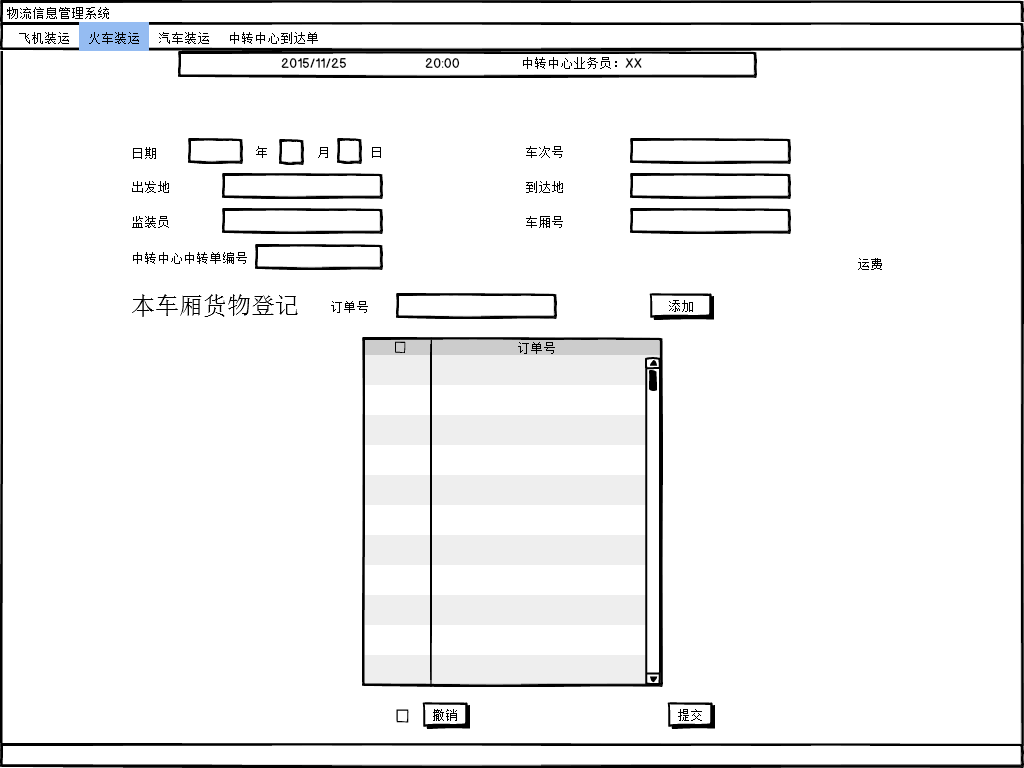 物流信息管理系统
飞机装运 火车装运 汽车装运 中转中心到达单
2015/11/25 20:00 中转中心业务员：XX
日期 年 月 日 车次号
出发地 到达地
监装员 车厢号
中转中心中转单编号 运费
本车厢货物登记 订单号 添加
订单号
撤销 提交